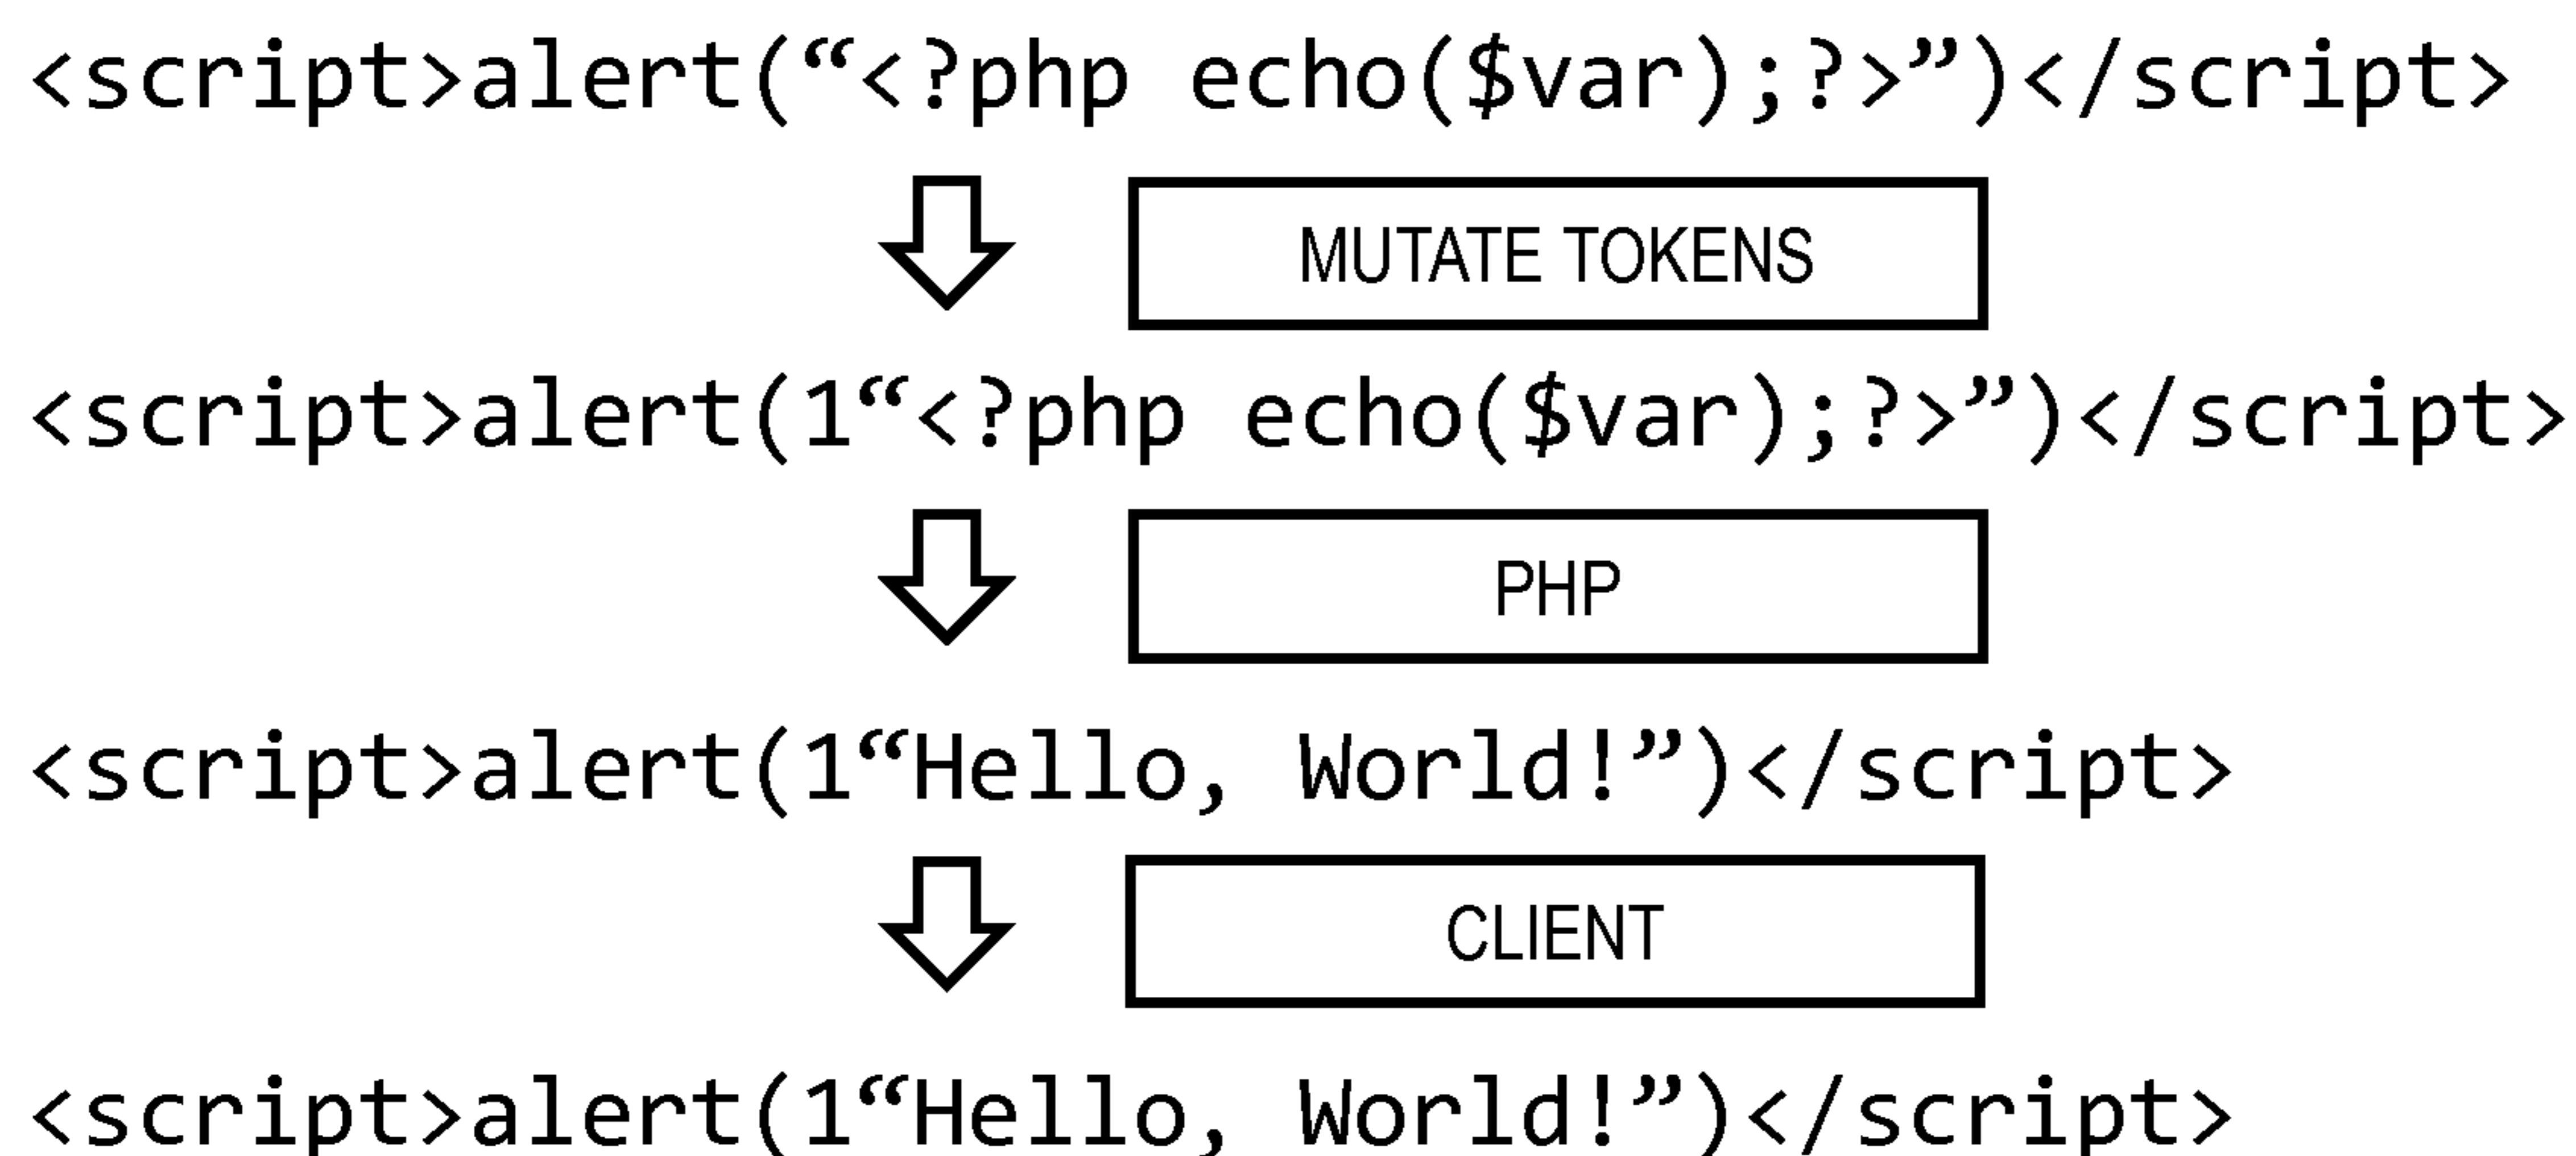 <script>alert(“<?php echo($var);?>”)</script>
MUTATE TOKENS
<script>alert(1“<?php echo($var);?>”)</script>
PHP
<script>alert(1“Hello, World!”)</script>
CLIENT
<script>alert(1“Hello, World!”)</script>